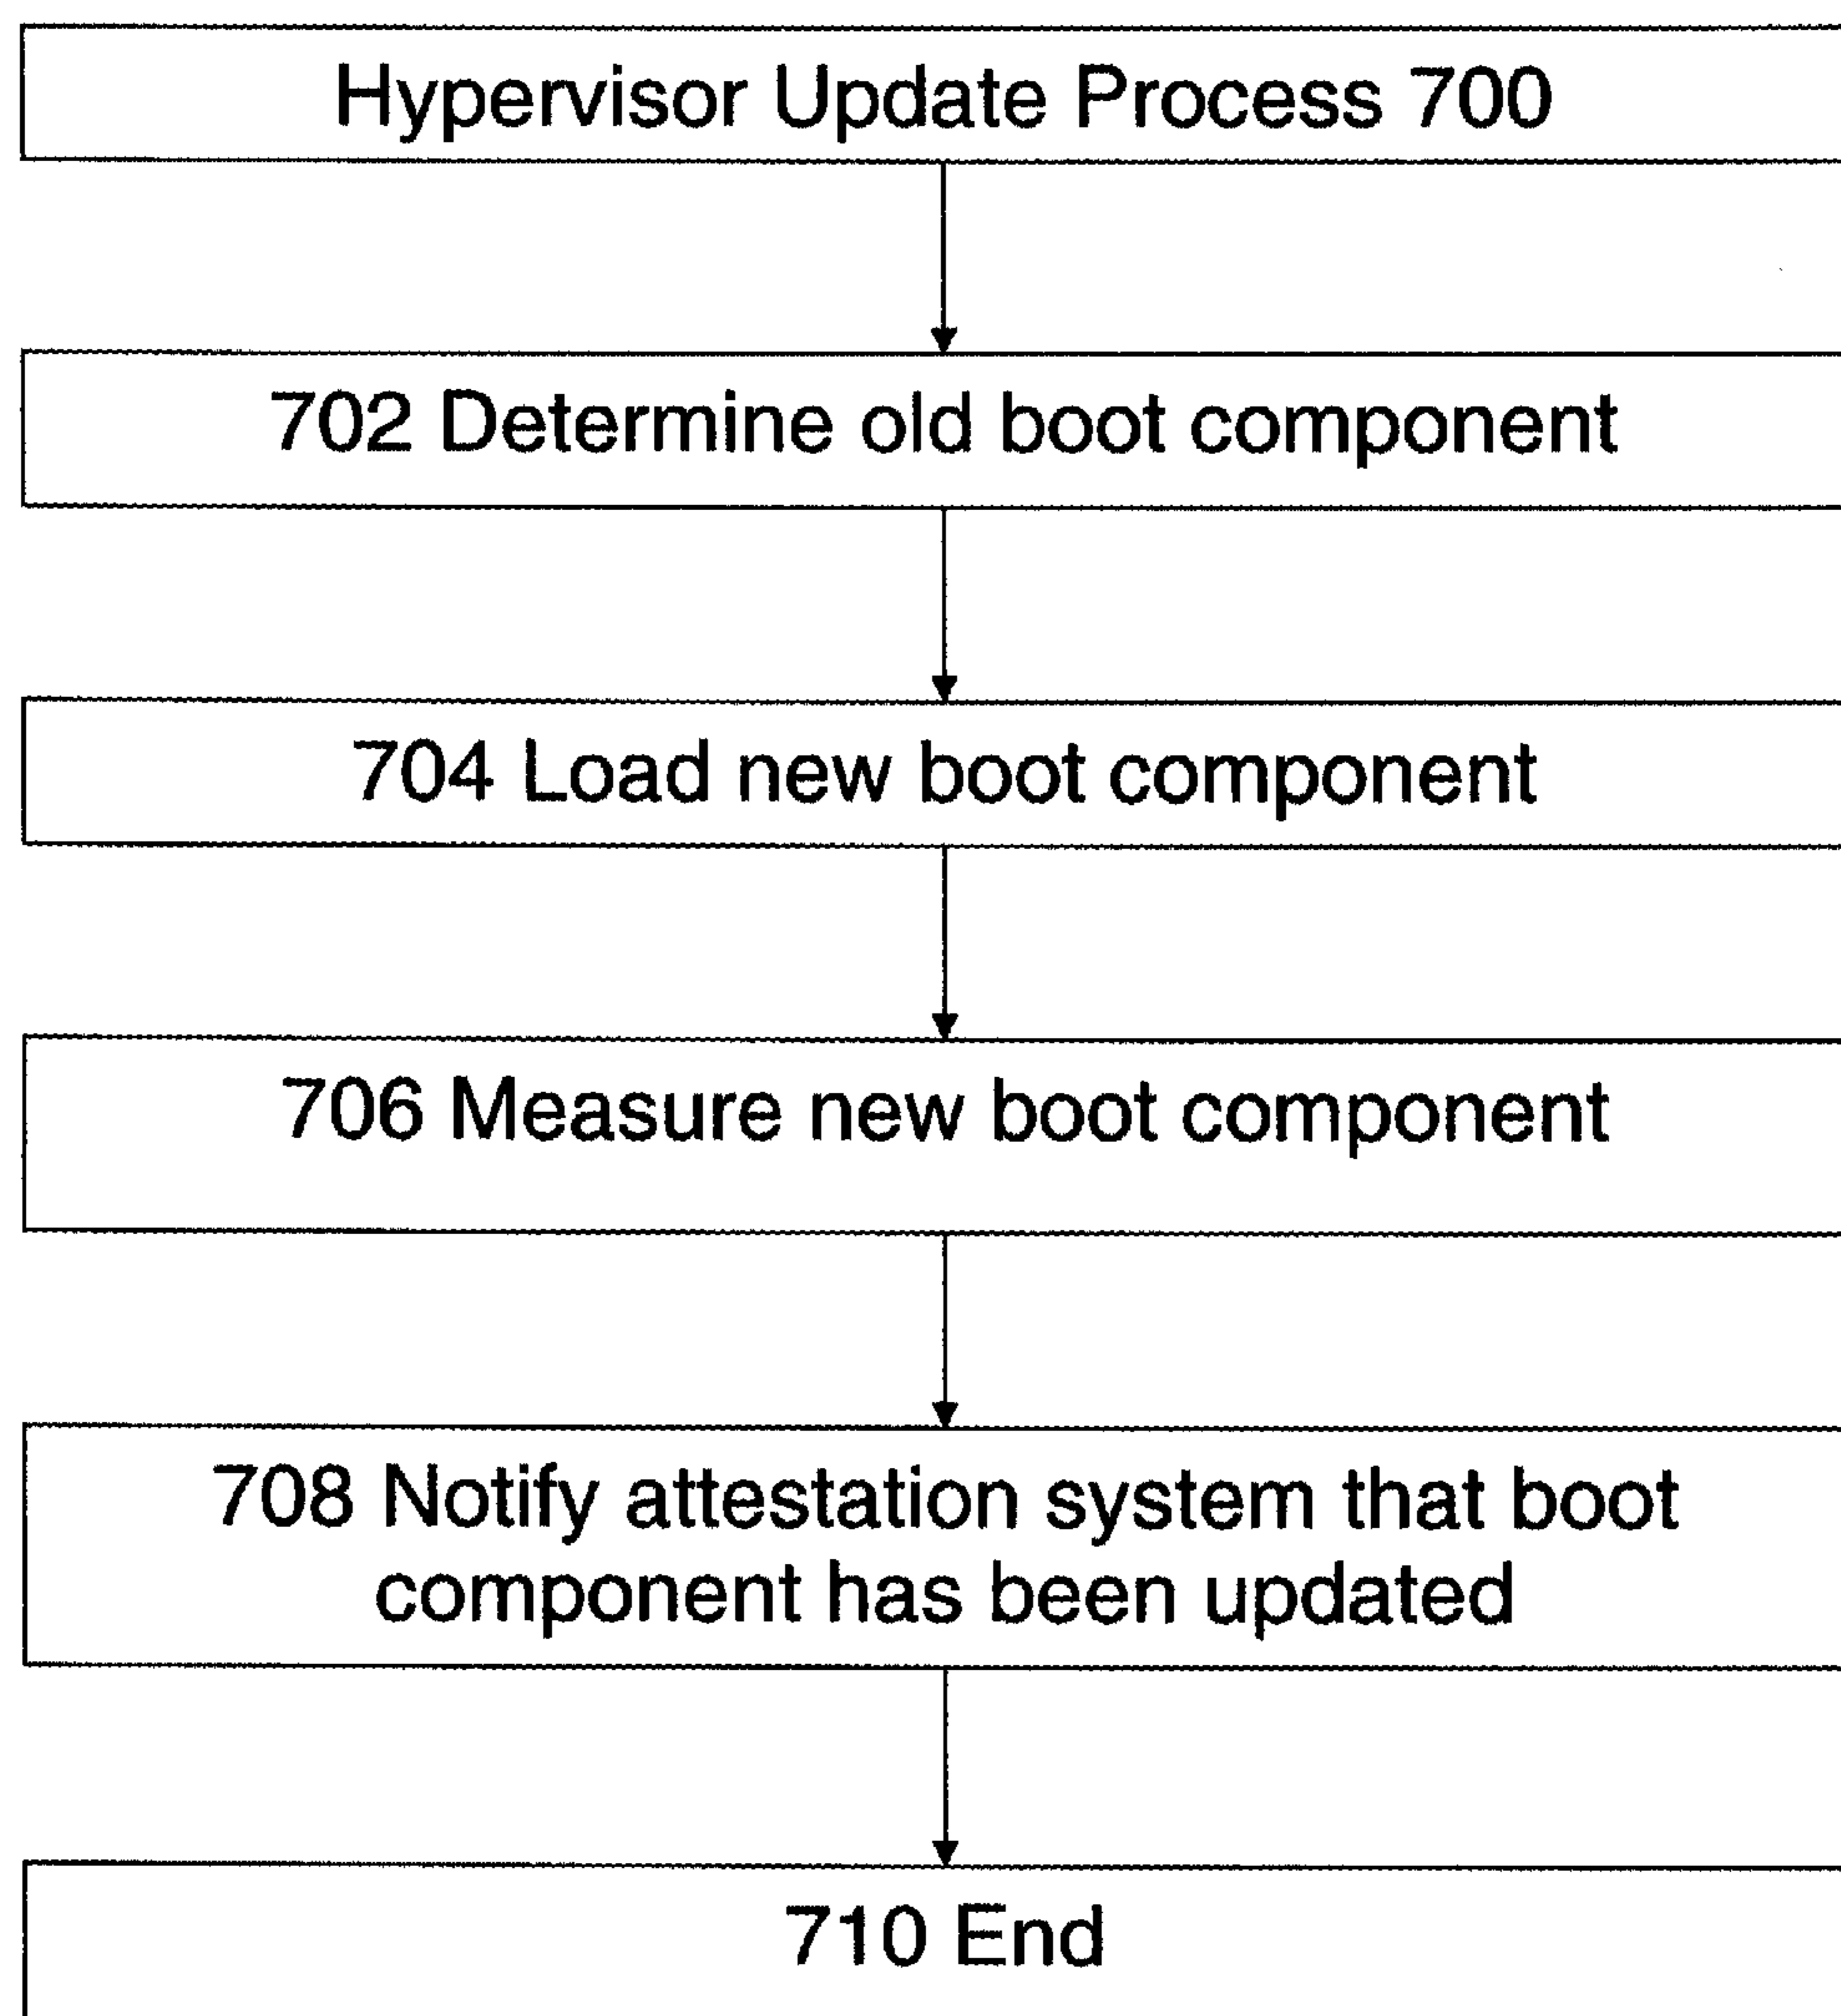 Hypervisor Update Process 700
702 Determine old boot component
704 Load new boot component
706 Measure new boot component
708 Notify attestation system that boot
component has been updated
710 End